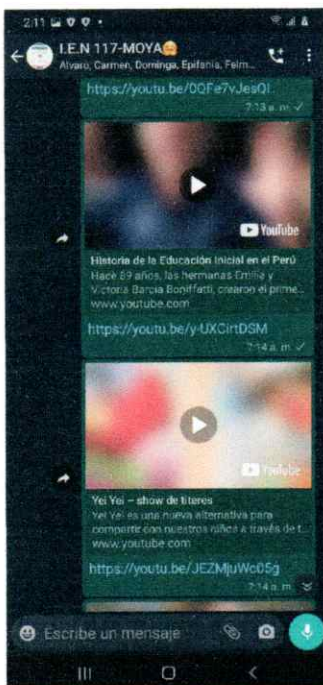 2:11
I.E.N 117-MOYA🤗
Alvaro, Carmen, Dominga, Epifania, Felm...
https://youtu.be/0QFe7vJesQI
7:13 a. m. ✓
YouTube
Historia de la Educación Inicial en el Perú
Hace 89 años, las hermanas Emilia y
Victoria Barcia Boniffatti, crearon el prime...
www.youtube.com
https://youtu.be/y-UXCirtDSM
7:14 a. m. ✓
YouTube
Yei Yei – show de títeres
Yei Yei es una nueva alternativa para
compartir con nuestros niños a través de t...
www.youtube.com
https://youtu.be/JEZMjuWc05g
7:14 a. m.
Escribe un mensaje